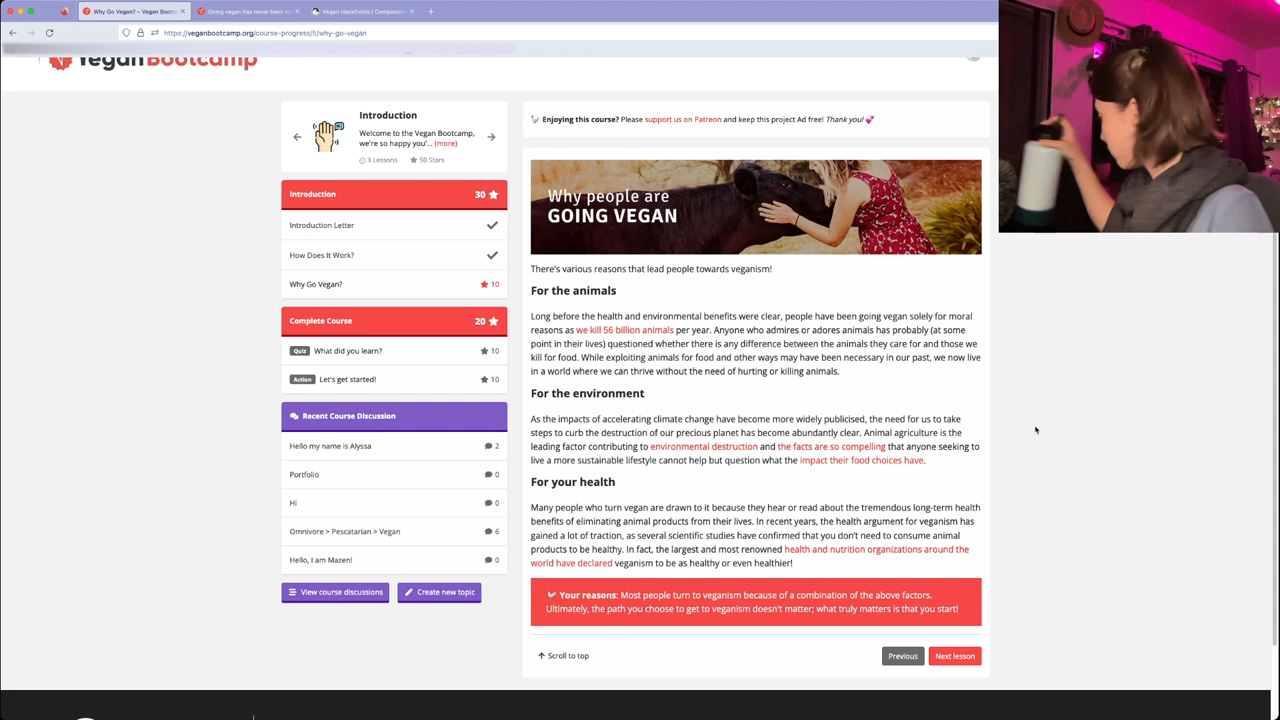 Why Go Vegan? – Vegan Bootc
Going vegan has never been e
Vegan Hacktivists | Compassion
https://veganbootcamp.org/course-progress/5/why-go-vegan
VeganBootcamp
Introduction
Welcome to the Vegan Bootcamp,
we're so happy you'... (more)
3 Lessons
50 Stars
Introduction 30
Introduction Letter
How Does It Work?
Why Go Vegan? 10
Complete Course 20
Quiz What did you learn? 10
Action Let's get started! 10
Recent Course Discussion
Hello my name is Alyssa 2
Portfolio 0
Hi 0
Omnivore > Pescatarian > Vegan 6
Hello, I am Mazen! 0
View course discussions
Create new topic
Enjoying this course? Please support us on Patreon and keep this project Ad free! Thank you!
Why people are
GOING VEGAN
There's various reasons that lead people towards veganism!
For the animals
Long before the health and environmental benefits were clear, people have been going vegan solely for moral
reasons as we kill 56 billion animals per year. Anyone who admires or adores animals has probably (at some
point in their lives) questioned whether there is any difference between the animals they care for and those we
kill for food. While exploiting animals for food and other ways may have been necessary in our past, we now live
in a world where we can thrive without the need of hurting or killing animals.
For the environment
As the impacts of accelerating climate change have become more widely publicised, the need for us to take
steps to curb the destruction of our precious planet has become abundantly clear. Animal agriculture is the
leading factor contributing to environmental destruction and the facts are so compelling that anyone seeking to
live a more sustainable lifestyle cannot help but question what the impact their food choices have.
For your health
Many people who turn vegan are drawn to it because they hear or read about the tremendous long-term health
benefits of eliminating animal products from their lives. In recent years, the health argument for veganism has
gained a lot of traction, as several scientific studies have confirmed that you don't need to consume animal
products to be healthy. In fact, the largest and most renowned health and nutrition organizations around the
world have declared veganism to be as healthy or even healthier!
Your reasons: Most people turn to veganism because of a combination of the above factors.
Ultimately, the path you choose to get to veganism doesn't matter; what truly matters is that you start!
Scroll to top
Previous
Next lesson